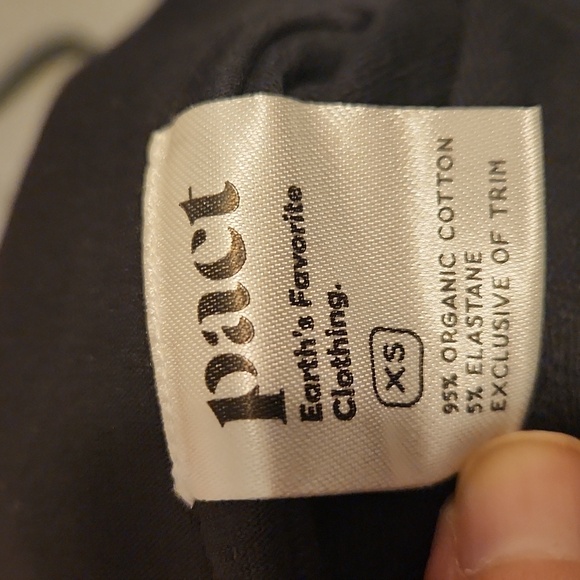 pact
Earth's Favorite
Clothing.
XS
95% ORGANIC COTTON
5% ELASTANE
EXCLUSIVE OF TRIM